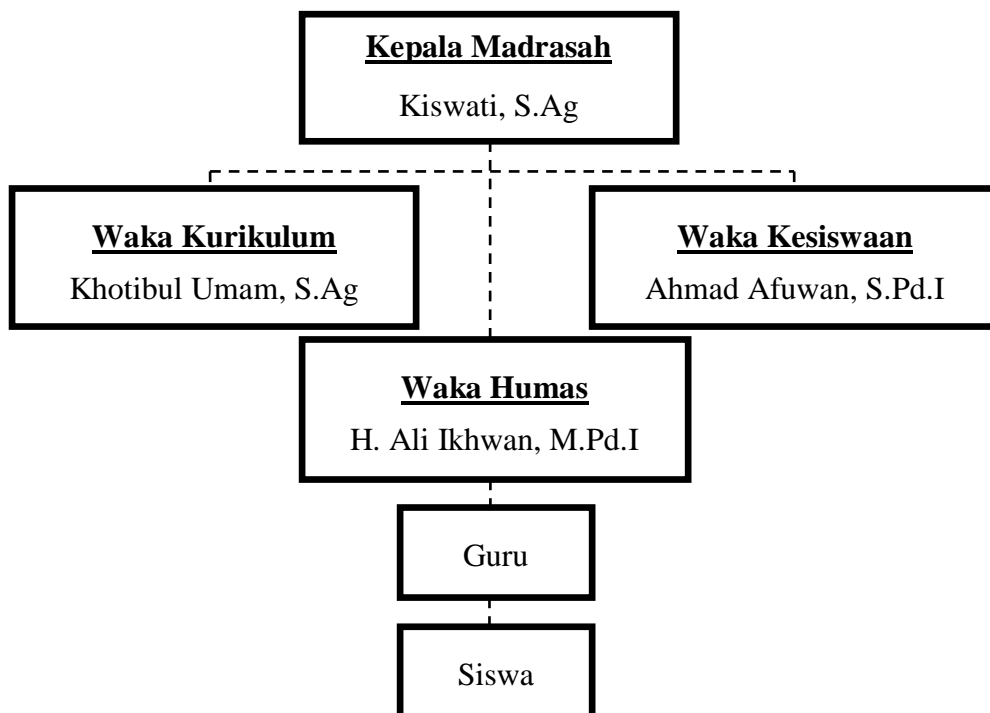 Kepala Madrasah
Kiswati, S.Ag
Waka Kurikulum
Khotibul Umam, S.Ag
Waka Kesiswaan
Ahmad Afuwan, S.Pd.I
Waka Humas
H. Ali Ikhwan, M.Pd.I
Guru
Siswa